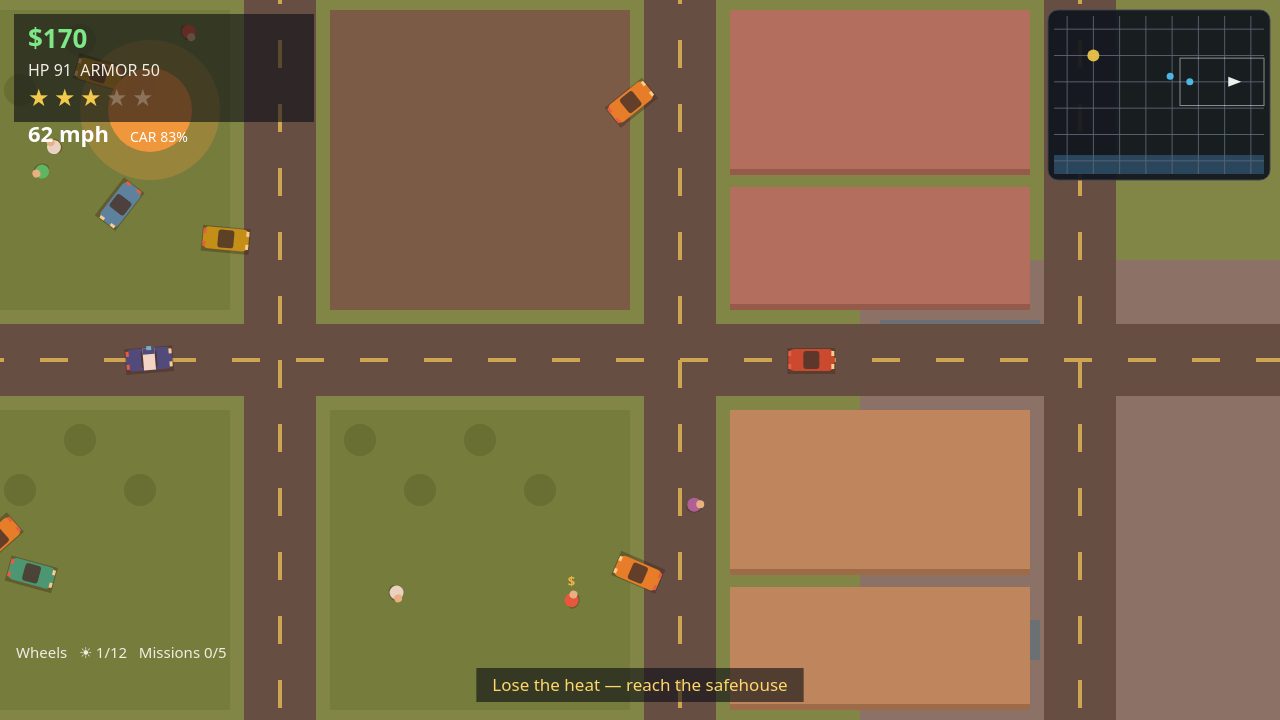 $170
HP 91 ARMOR 50
★ ★ ★ ★ ★
62 mph CAR 83%
$
Wheels ☀ 1/12 Missions 0/5
Lose the heat — reach the safehouse